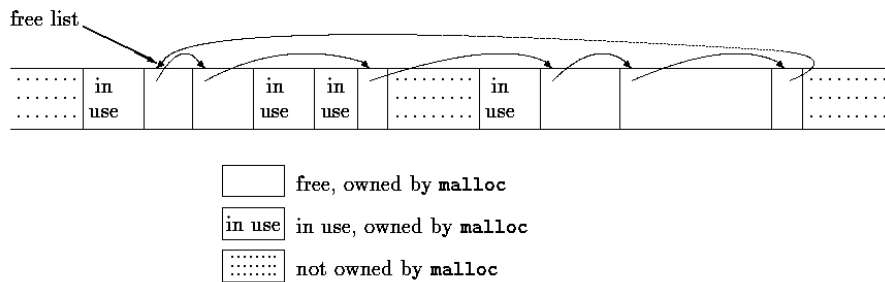 free list
in
use
in
use
in
use
in
use
free, owned by malloc
in use
in use, owned by malloc
not owned by malloc